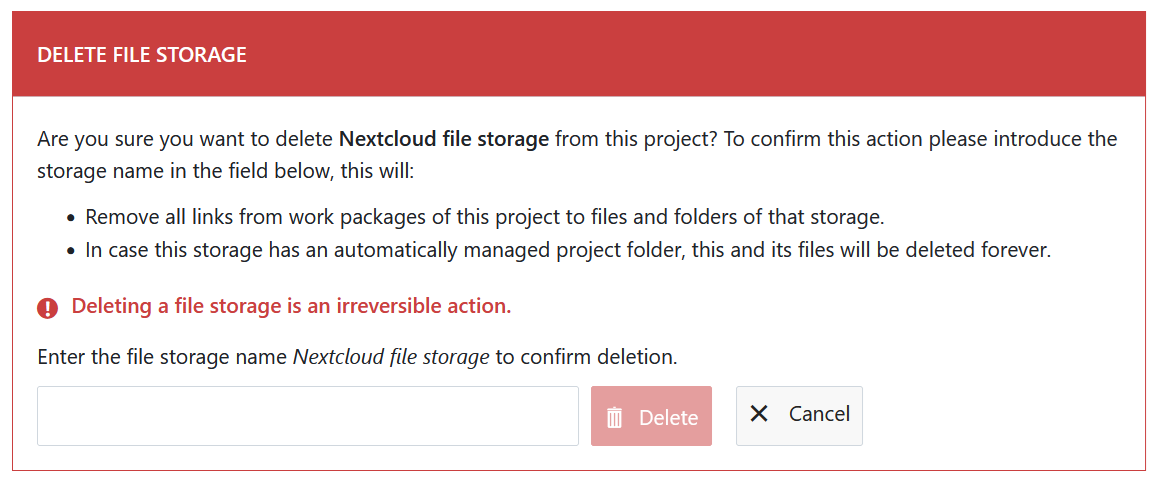 DELETE FILE STORAGE
Are you sure you want to delete Nextcloud file storage from this project? To confirm this action please introduce the
storage name in the field below, this will:
• Remove all links from work packages of this project to files and folders of that storage.
• In case this storage has an automatically managed project folder, this and its files will be deleted forever.
Deleting a file storage is an irreversible action.
Enter the file storage name Nextcloud file storage to confirm deletion.
Delete Cancel